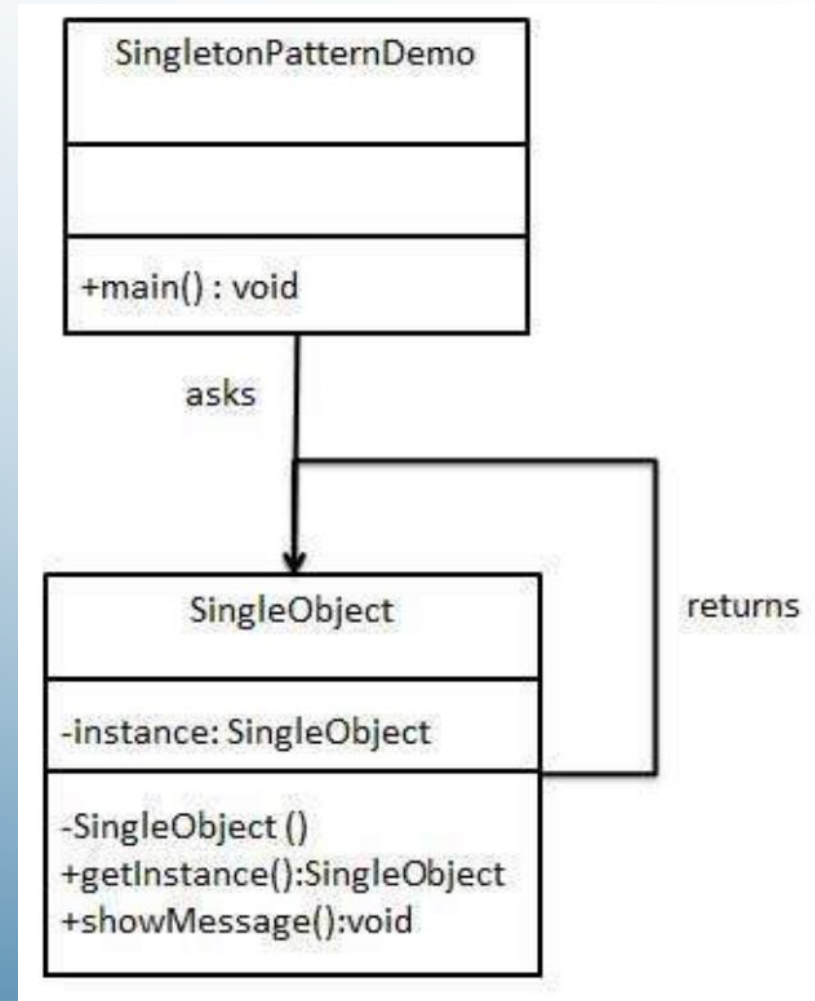 SingletonPatternDemo
+main() : void
asks
SingleObject
returns
-instance: SingleObject
-SingleObject ()
+getInstance():SingleObject
+showMessage():void